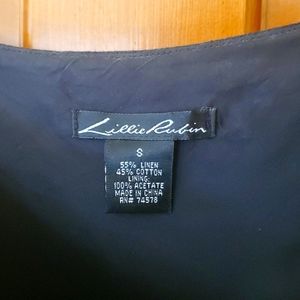 Lillie Rubin
S
55% LINEN
45% COTTON
LINING:
100% ACETATE
MADE IN CHINA
RN# 74578